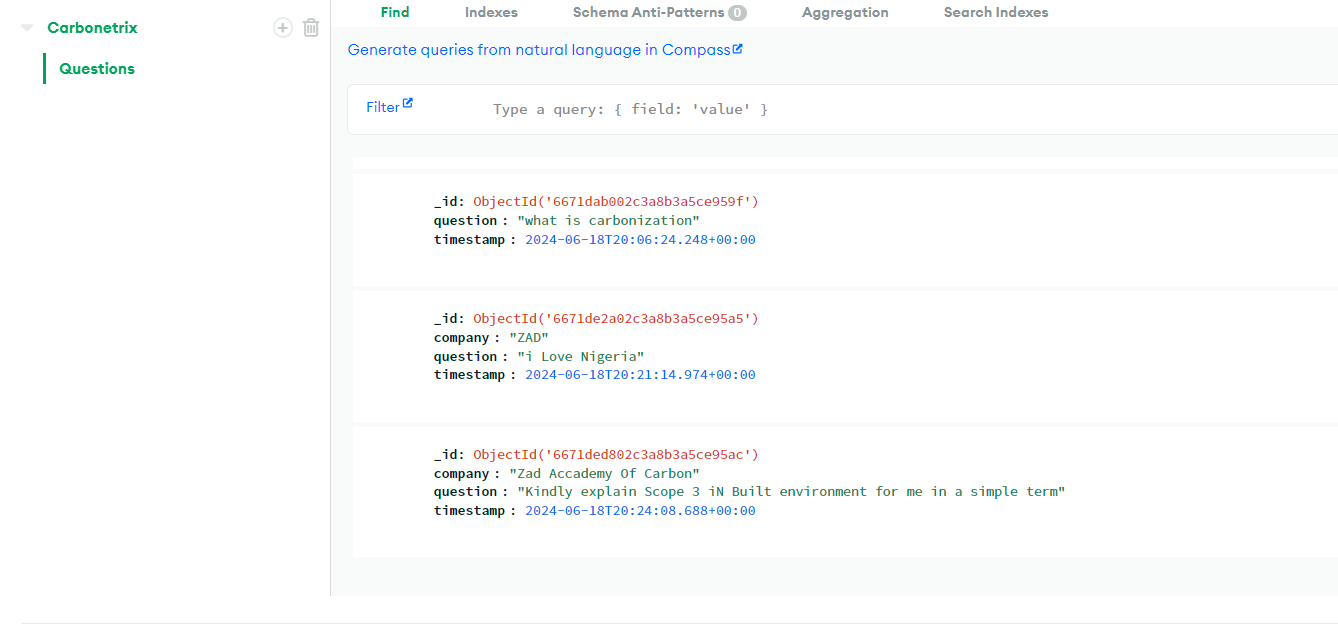 Carbonetrix
Questions
Find Indexes Schema Anti-Patterns 0 Aggregation Search Indexes
Generate queries from natural language in Compass
Filter Type a query: { field: 'value' }
_id: ObjectId('6671dab002c3a8b3a5ce959f')
question : "what is carbonization"
timestamp : 2024-06-18T20:06:24.248+00:00
_id: ObjectId('6671de2a02c3a8b3a5ce95a5')
company : "ZAD"
question : "i Love Nigeria"
timestamp : 2024-06-18T20:21:14.974+00:00
_id: ObjectId('6671ded802c3a8b3a5ce95ac')
company : "Zad Accademy Of Carbon"
question : "Kindly explain Scope 3 iN Built environment for me in a simple term"
timestamp : 2024-06-18T20:24:08.688+00:00